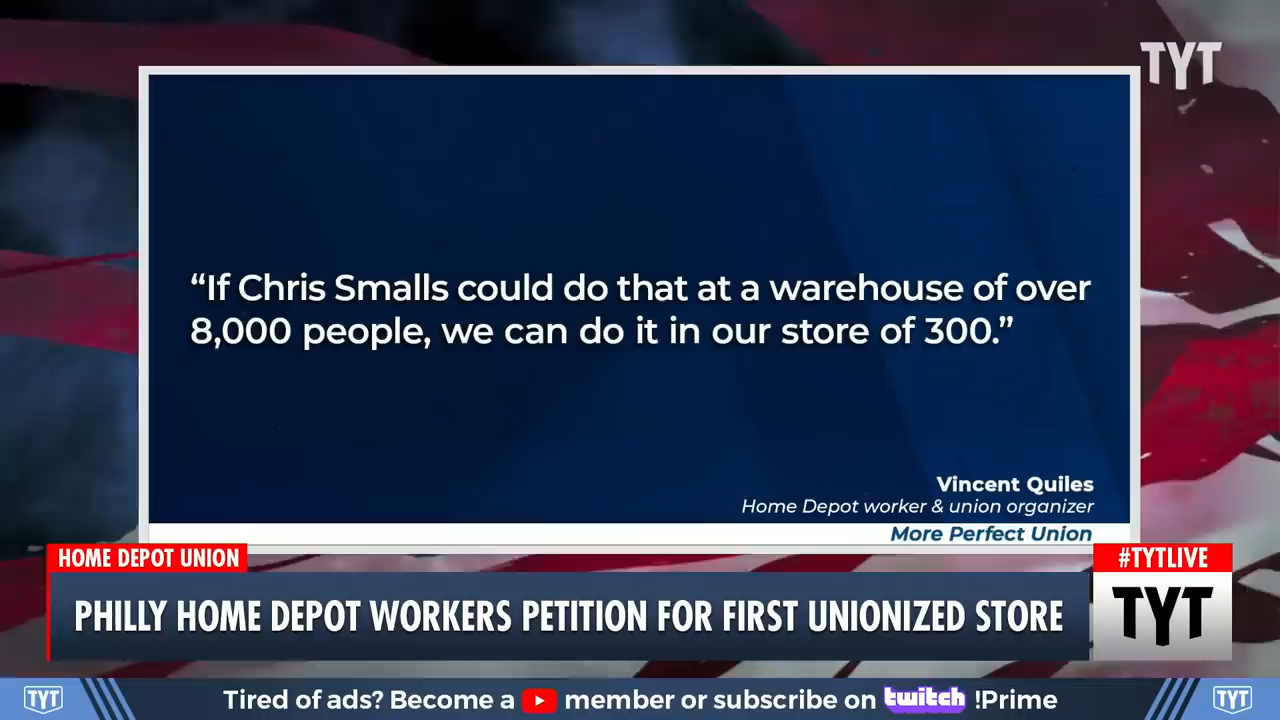 TYT
“If Chris Smalls could do that at a warehouse of over
8,000 people, we can do it in our store of 300.”
Vincent Quiles
Home Depot worker & union organizer
More Perfect Union
HOME DEPOT UNION
#TYTLIVE
PHILLY HOME DEPOT WORKERS PETITION FOR FIRST UNIONIZED STORE
TYT
TYT
Tired of ads? Become a member or subscribe on twitch !Prime
TYT